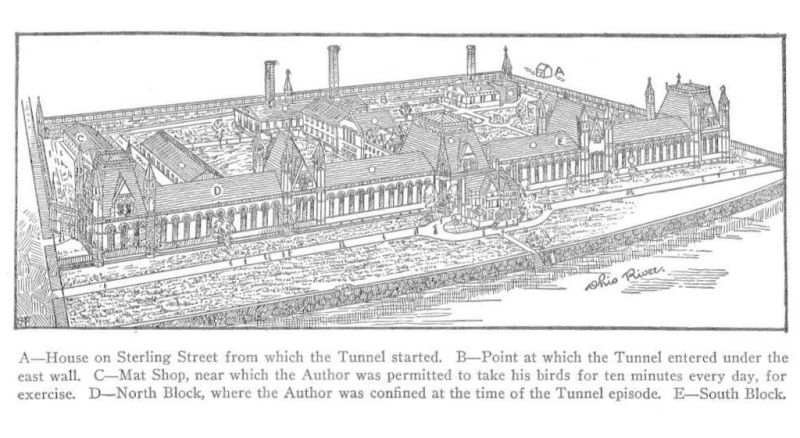 A
B
C
D
E
Ohio River.
A—House on Sterling Street from which the Tunnel started. B—Point at which the Tunnel entered under the
east wall. C—Mat Shop, near which the Author was permitted to take his birds for ten minutes every day, for
exercise. D—North Block, where the Author was confined at the time of the Tunnel episode. E—South Block.